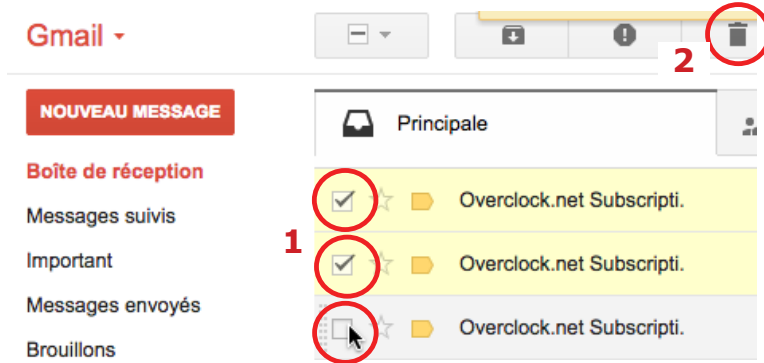 Gmail
2
NOUVEAU MESSAGE
Principale
Boîte de réception
Overclock.net Subscripti.
Messages suivis
1
Important
Overclock.net Subscripti.
Messages envoyés
Overclock.net Subscripti.
Brouillons